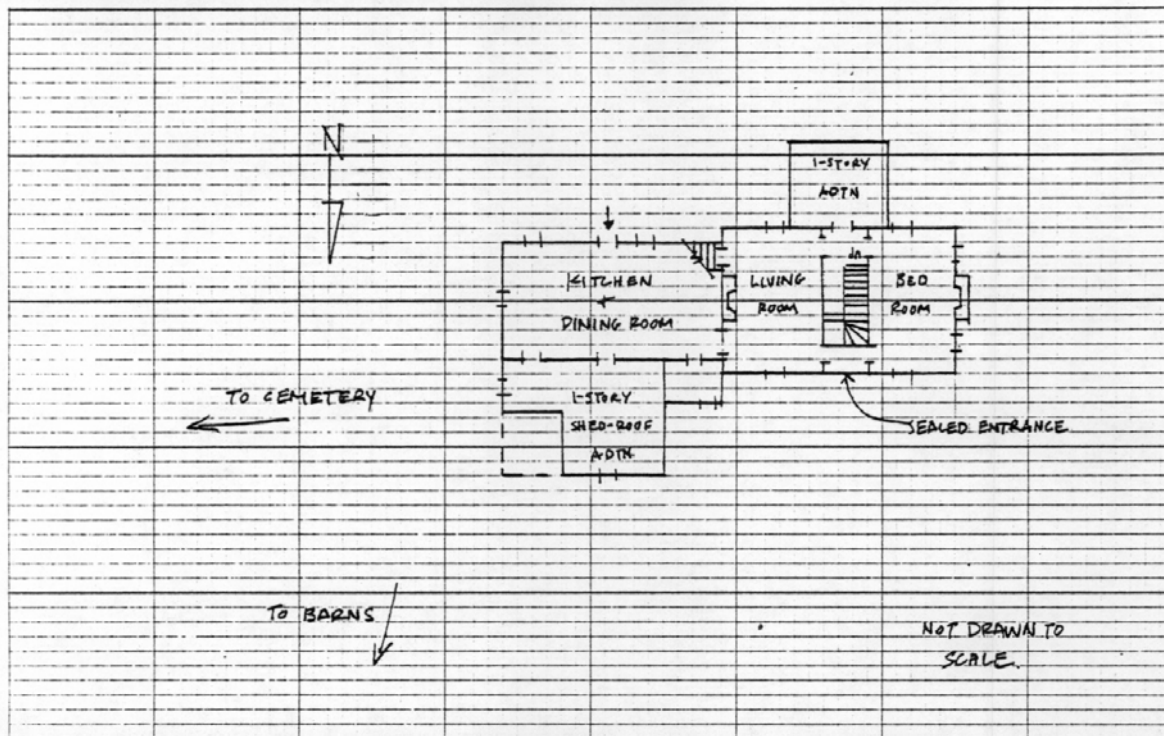 N
1-STORY
ADTN
KITCHEN
+
DINING ROOM
LIVING
ROOM
up
BED
ROOM
TO CEMETERY
1-STORY
SHED-ROOF
ADTN
SEALED ENTRANCE
TO BARNS
NOT DRAWN TO
SCALE.